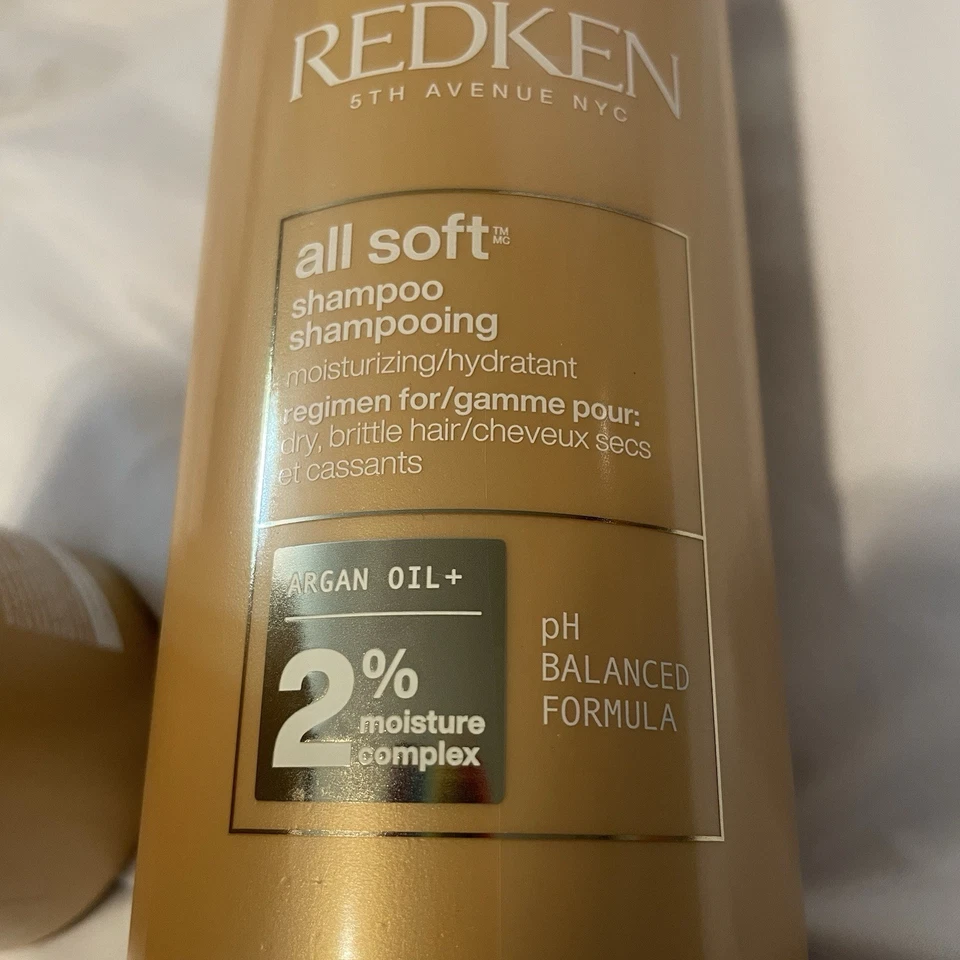 REDKEN
5TH AVENUE NYC
all soft™ MC
shampoo
shampooing
moisturizing/hydratant
regimen for/gamme pour:
dry, brittle hair/cheveux secs
et cassants
ARGAN OIL+
2%
moisture
complex
pH
BALANCED
FORMULA